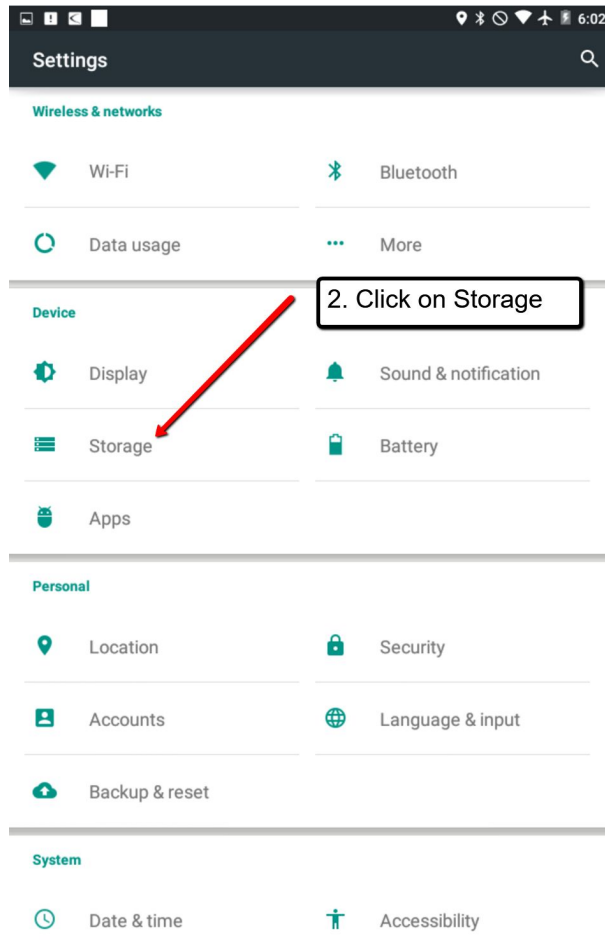 6:02
Settings
Wireless & networks
Wi-Fi
Bluetooth
Data usage
More
2. Click on Storage
Device
Display
Sound & notification
Storage
Battery
Apps
Personal
Location
Security
Accounts
Language & input
Backup & reset
System
Date & time
Accessibility